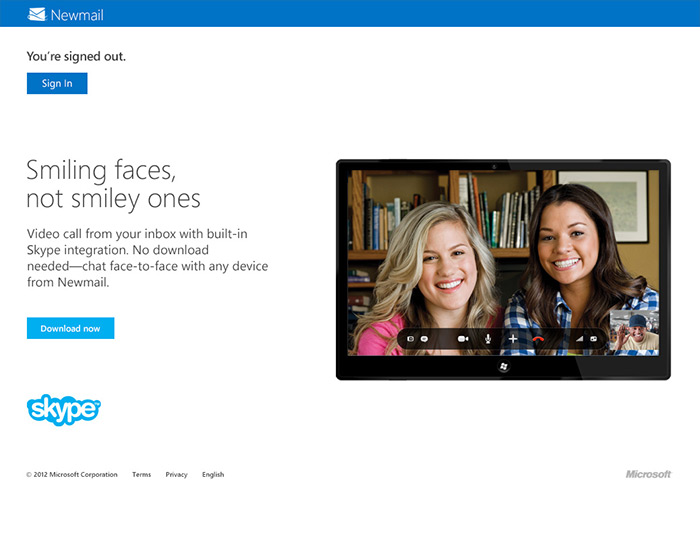 Newmail
You're signed out.
Sign In
Smiling faces,
not smiley ones
Video call from your inbox with built-in
Skype integration. No download
needed—chat face-to-face with any device
from Newmail.
Download now
skype
© 2012 Microsoft Corporation Terms Privacy English
Microsoft